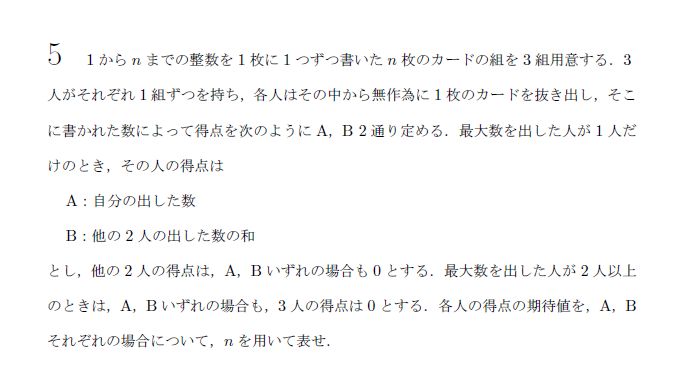 5 1からnまでの整数を1枚に1つずつ書いたn枚のカードの組を3組用意する．3
人がそれぞれ1組ずつを持ち，各人はその中から無作為に1枚のカードを抜き出し，そこ
に書かれた数によって得点を次のようにA，B 2通り定める．最大数を出した人が1人だ
けのとき，その人の得点は
A：自分の出した数
B：他の2人の出した数の和
とし，他の2人の得点は，A，Bいずれの場合も0とする．最大数を出した人が2人以上
のときは，A，Bいずれの場合も，3人の得点は0とする．各人の得点の期待値を，A，B
それぞれの場合について，nを用いて表せ．